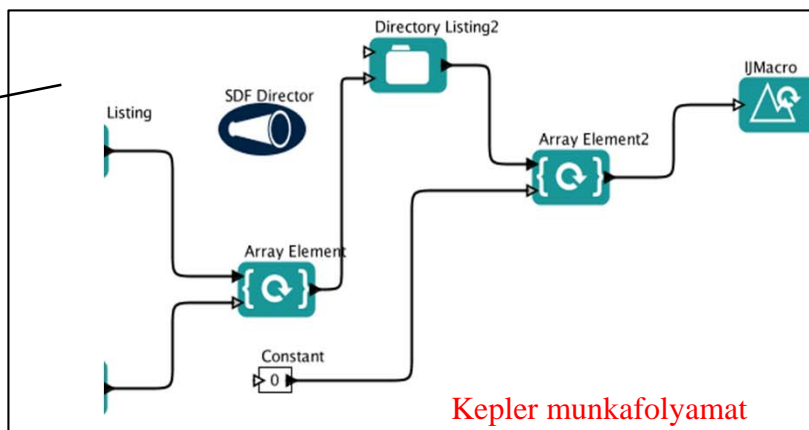 Directory Listing2
IJMacro
SDF Director
Listing
Array Element2
Array Element
Constant
0
Kepler munkafolyamat